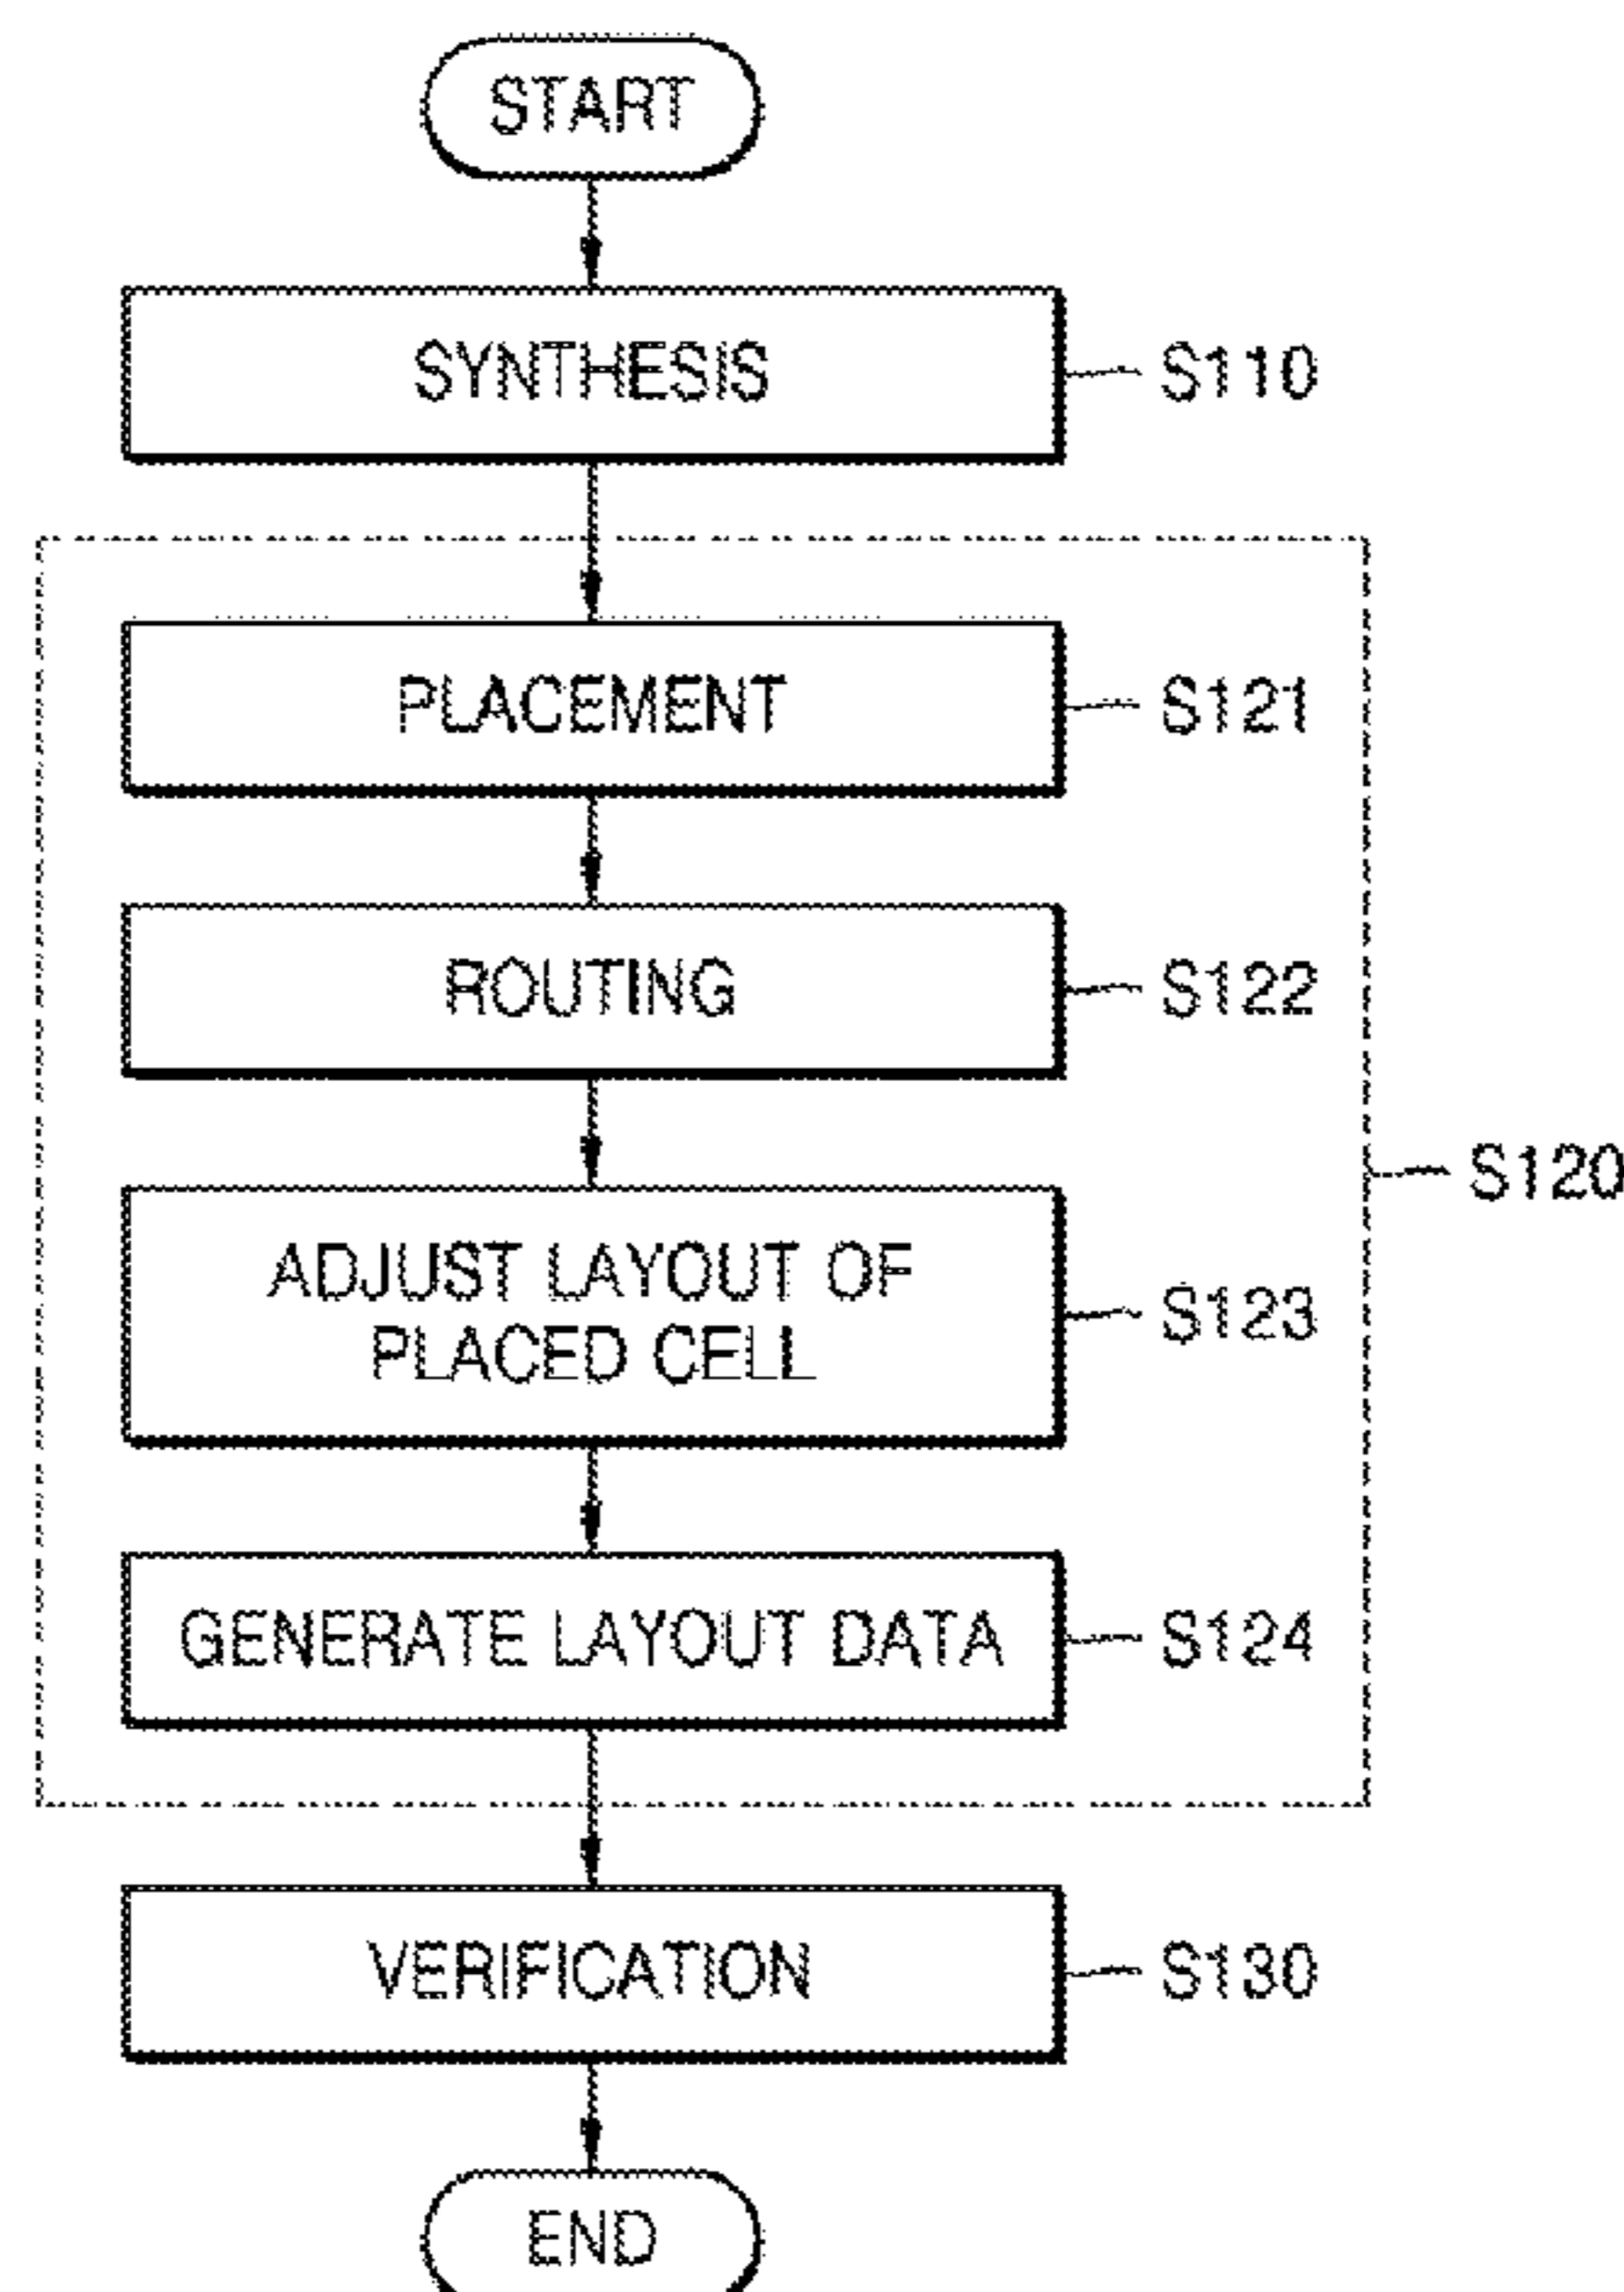 START
SYNTHESIS
S110
PLACEMENT
S121
ROUTING
S122
S120
ADJUST LAYOUT OF
PLACED CELL
S123
GENERATE LAYOUT DATA
S124
VERIFICATION
S130
END